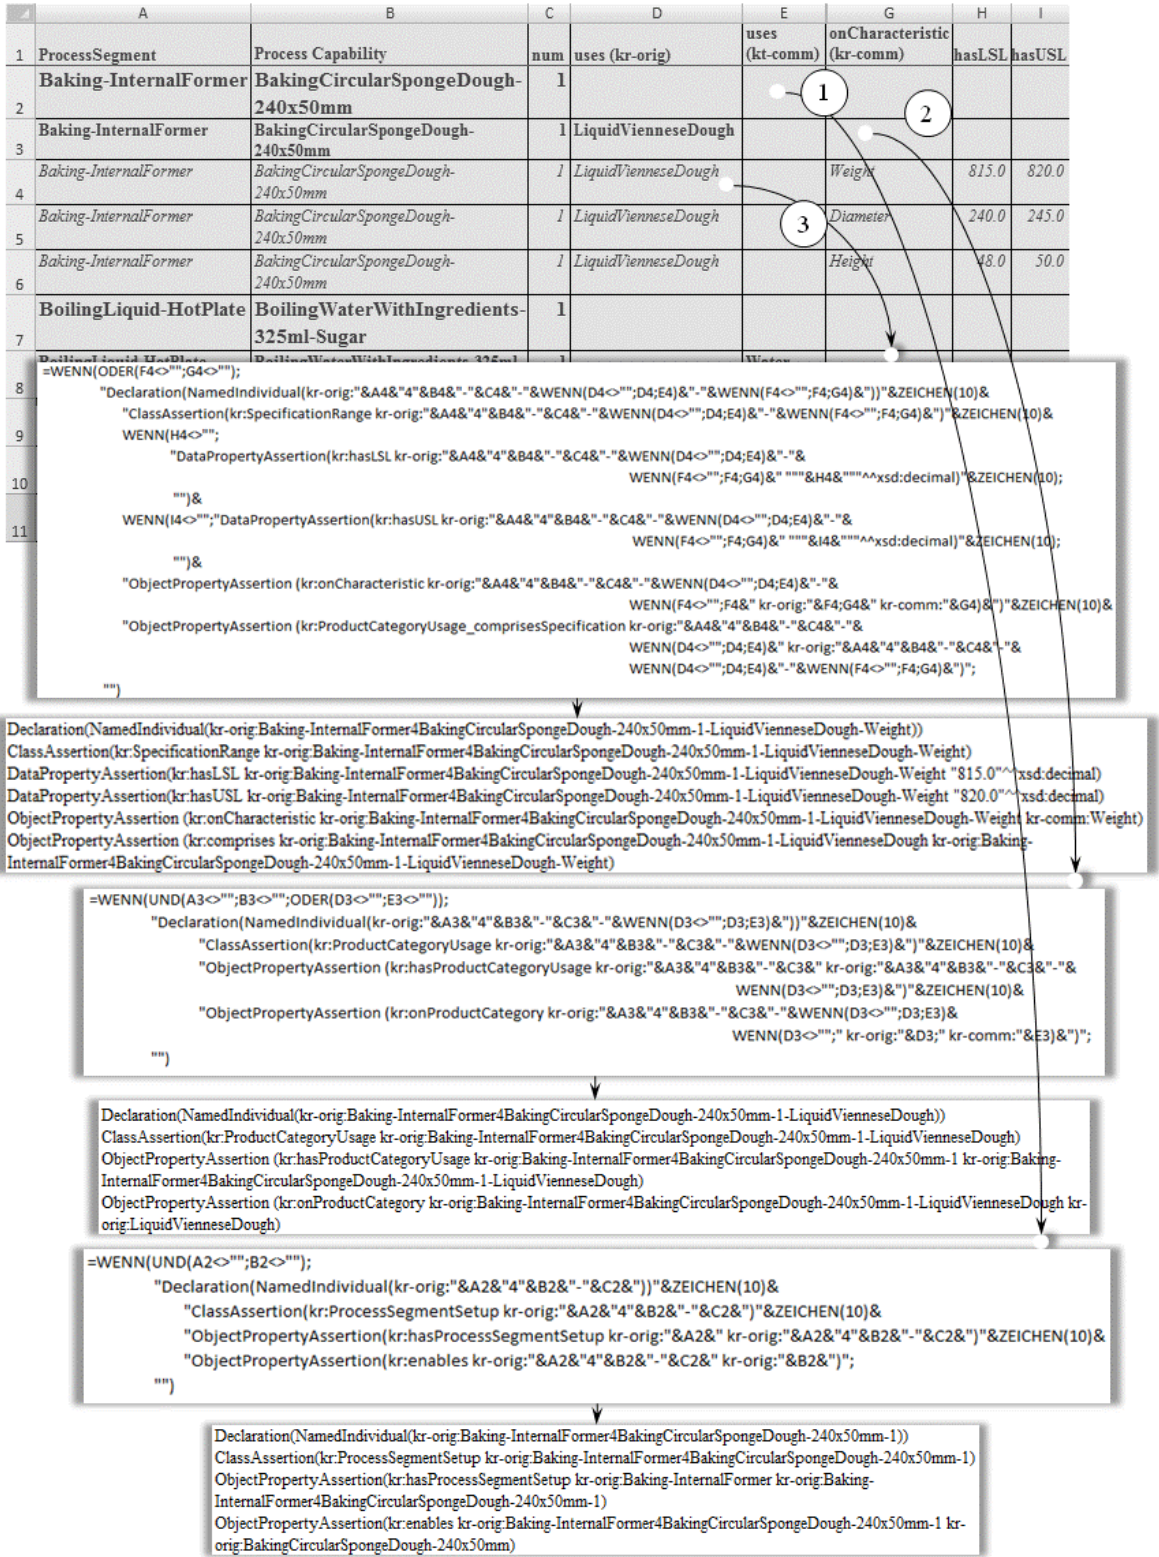 A B C D E G H I
uses onCharacteristic
1 ProcessSegment Process Capability num uses (kr-orig) (kt-comm) (kr-comm) hasLSL hasUSL
Baking-InternalFormer BakingCircularSpongeDough- 1
2 240x50mm
Baking-InternalFormer BakingCircularSpongeDough- 1 LiquidVienneseDough
3 240x50mm
Baking-InternalFormer BakingCircularSpongeDough- 1 LiquidVienneseDough Weight 815.0 820.0
4 240x50mm
Baking-InternalFormer BakingCircularSpongeDough- 1 LiquidVienneseDough Diameter 240.0 245.0
5 240x50mm
Baking-InternalFormer BakingCircularSpongeDough- 1 LiquidVienneseDough Height 48.0 50.0
6 240x50mm
BoilingLiquid-HotPlate BoilingWaterWithIngredients- 1
7 325ml-Sugar
BoilingLiquid-HotPlate BoilingWaterWithIngredients-325ml- 1 Water
8
9
10
11
1
2
3
=WENN(ODER(F4<>"";G4<>"");
"Declaration(NamedIndividual(kr-orig:"&A4&"4"&B4&"-"&C4&"-"&WENN(D4<>"";D4;E4)&"-"&WENN(F4<>"";F4;G4)&"))"&ZEICHEN(10)&
"ClassAssertion(kr:SpecificationRange kr-orig:"&A4&"4"&B4&"-"&C4&"-"&WENN(D4<>"";D4;E4)&"-"&WENN(F4<>"";F4;G4)&")"&ZEICHEN(10)&
WENN(H4<>"";
"DataPropertyAssertion(kr:hasLSL kr-orig:"&A4&"4"&B4&"-"&C4&"-"&WENN(D4<>"";D4;E4)&"-"&
WENN(F4<>"";F4;G4)&" """&H4&"""^^xsd:decimal)"&ZEICHEN(10);
"")&
WENN(I4<>"";"DataPropertyAssertion(kr:hasUSL kr-orig:"&A4&"4"&B4&"-"&C4&"-"&WENN(D4<>"";D4;E4)&"-"&
WENN(F4<>"";F4;G4)&" """&I4&"""^^xsd:decimal)"&ZEICHEN(10);
"")&
"ObjectPropertyAssertion (kr:onCharacteristic kr-orig:"&A4&"4"&B4&"-"&C4&"-"&WENN(D4<>"";D4;E4)&"-"&
WENN(F4<>"";F4&" kr-orig:"&F4;G4&" kr-comm:"&G4)&")"&ZEICHEN(10)&
"ObjectPropertyAssertion (kr:ProductCategoryUsage_comprisesSpecification kr-orig:"&A4&"4"&B4&"-"&C4&"-"&
WENN(D4<>"";D4;E4)&" kr-orig:"&A4&"4"&B4&"-"&C4&"-"&
WENN(D4<>"";D4;E4)&"-"&WENN(F4<>"";F4;G4)&")";
"")
Declaration(NamedIndividual(kr-orig:Baking-InternalFormer4BakingCircularSpongeDough-240x50mm-1-LiquidVienneseDough-Weight))
ClassAssertion(kr:SpecificationRange kr-orig:Baking-InternalFormer4BakingCircularSpongeDough-240x50mm-1-LiquidVienneseDough-Weight)
DataPropertyAssertion(kr:hasLSL kr-orig:Baking-InternalFormer4BakingCircularSpongeDough-240x50mm-1-LiquidVienneseDough-Weight "815.0"^^xsd:decimal)
DataPropertyAssertion(kr:hasUSL kr-orig:Baking-InternalFormer4BakingCircularSpongeDough-240x50mm-1-LiquidVienneseDough-Weight "820.0"^^xsd:decimal)
ObjectPropertyAssertion (kr:onCharacteristic kr-orig:Baking-InternalFormer4BakingCircularSpongeDough-240x50mm-1-LiquidVienneseDough-Weight kr-comm:Weight)
ObjectPropertyAssertion (kr:comprises kr-orig:Baking-InternalFormer4BakingCircularSpongeDough-240x50mm-1-LiquidVienneseDough kr-orig:Baking-
InternalFormer4BakingCircularSpongeDough-240x50mm-1-LiquidVienneseDough-Weight)
=WENN(UND(A3<>"";B3<>"";ODER(D3<>"";E3<>""));
"Declaration(NamedIndividual(kr-orig:"&A3&"4"&B3&"-"&C3&"-"&WENN(D3<>"";D3;E3)&"))"&ZEICHEN(10)&
"ClassAssertion(kr:ProductCategoryUsage kr-orig:"&A3&"4"&B3&"-"&C3&"-"&WENN(D3<>"";D3;E3)&")"&ZEICHEN(10)&
"ObjectPropertyAssertion (kr:hasProductCategoryUsage kr-orig:"&A3&"4"&B3&"-"&C3&" kr-orig:"&A3&"4"&B3&"-"&C3&"-"&
WENN(D3<>"";D3;E3)&")"&ZEICHEN(10)&
"ObjectPropertyAssertion (kr:onProductCategory kr-orig:"&A3&"4"&B3&"-"&C3&"-"&WENN(D3<>"";D3;E3)&
WENN(D3<>"";" kr-orig:"&D3;" kr-comm:"&E3)&")";
"")
Declaration(NamedIndividual(kr-orig:Baking-InternalFormer4BakingCircularSpongeDough-240x50mm-1-LiquidVienneseDough))
ClassAssertion(kr:ProductCategoryUsage kr-orig:Baking-InternalFormer4BakingCircularSpongeDough-240x50mm-1-LiquidVienneseDough)
ObjectPropertyAssertion (kr:hasProductCategoryUsage kr-orig:Baking-InternalFormer4BakingCircularSpongeDough-240x50mm-1 kr-orig:Baking-
InternalFormer4BakingCircularSpongeDough-240x50mm-1-LiquidVienneseDough)
ObjectPropertyAssertion (kr:onProductCategory kr-orig:Baking-InternalFormer4BakingCircularSpongeDough-240x50mm-1-LiquidVienneseDough kr-
orig:LiquidVienneseDough)
=WENN(UND(A2<>"";B2<>"");
"Declaration(NamedIndividual(kr-orig:"&A2&"4"&B2&"-"&C2&"))"&ZEICHEN(10)&
"ClassAssertion(kr:ProcessSegmentSetup kr-orig:"&A2&"4"&B2&"-"&C2&")"&ZEICHEN(10)&
"ObjectPropertyAssertion(kr:hasProcessSegmentSetup kr-orig:"&A2&" kr-orig:"&A2&"4"&B2&"-"&C2&")"&ZEICHEN(10)&
"ObjectPropertyAssertion(kr:enables kr-orig:"&A2&"4"&B2&"-"&C2&" kr-orig:"&B2&")";
"")
Declaration(NamedIndividual(kr-orig:Baking-InternalFormer4BakingCircularSpongeDough-240x50mm-1))
ClassAssertion(kr:ProcessSegmentSetup kr-orig:Baking-InternalFormer4BakingCircularSpongeDough-240x50mm-1)
ObjectPropertyAssertion(kr:hasProcessSegmentSetup kr-orig:Baking-InternalFormer kr-orig:Baking-
InternalFormer4BakingCircularSpongeDough-240x50mm-1)
ObjectPropertyAssertion(kr:enables kr-orig:Baking-InternalFormer4BakingCircularSpongeDough-240x50mm-1 kr-
orig:BakingCircularSpongeDough-240x50mm)